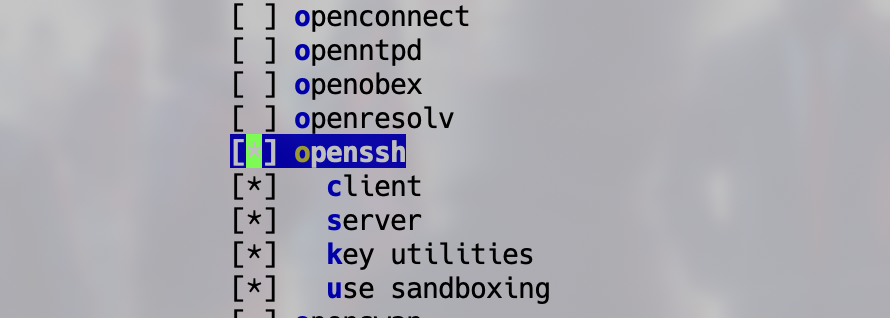 [ ] openconnect
[ ] openntpd
[ ] openobex
[ ] openresolv
[*] openssh
[*] client
[*] server
[*] key utilities
[*] use sandboxing